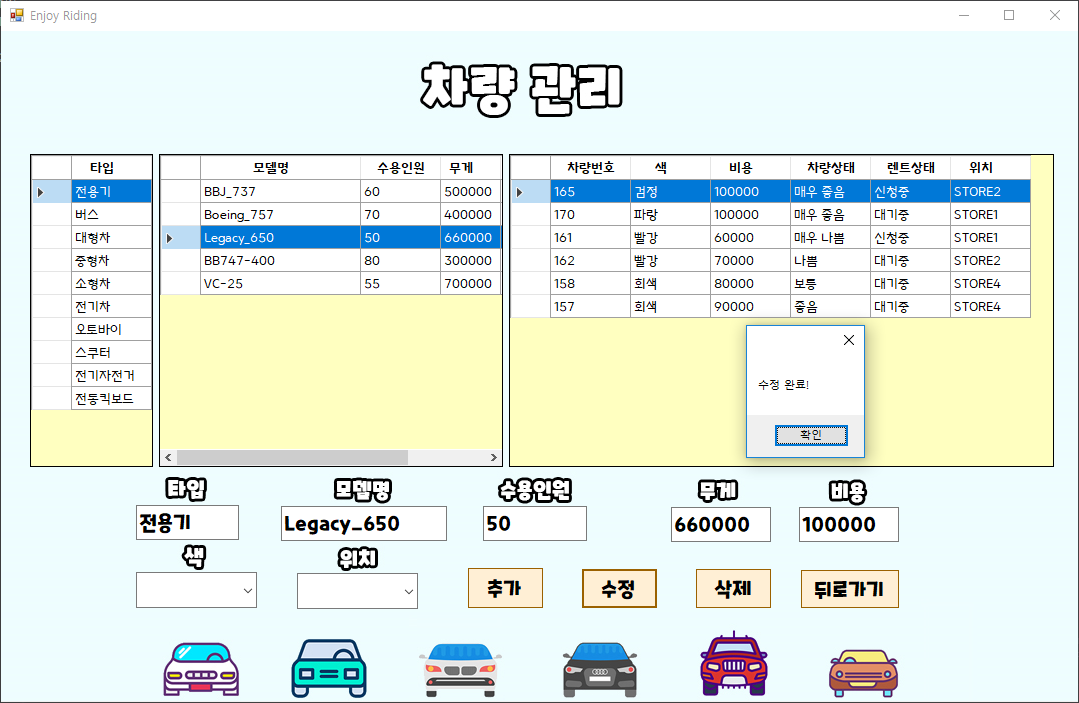 Enjoy Riding
차량 관리
타입
전용기
버스
대형차
중형차
소형차
전기차
오토바이
스쿠터
전기자전거
전동킥보드
모델명 수용인원 무게
BBJ_737 60 500000
Boeing_757 70 400000
Legacy_650 50 660000
BB747-400 80 300000
VC-25 55 700000
차량번호 색 비용 차량상태 렌트상태 위치
165 검정 100000 매우 좋음 신청중 STORE2
170 파랑 100000 매우 좋음 대기중 STORE1
161 빨강 60000 매우 나쁨 신청중 STORE1
162 빨강 70000 나쁨 대기중 STORE2
158 회색 80000 보통 대기중 STORE4
157 회색 90000 좋음 대기중 STORE4
수정 완료!
확인
타입 모델명 수용인원 무게 비용
전용기 Legacy_650 50 660000 100000
색 위치
추가 수정 삭제 뒤로가기